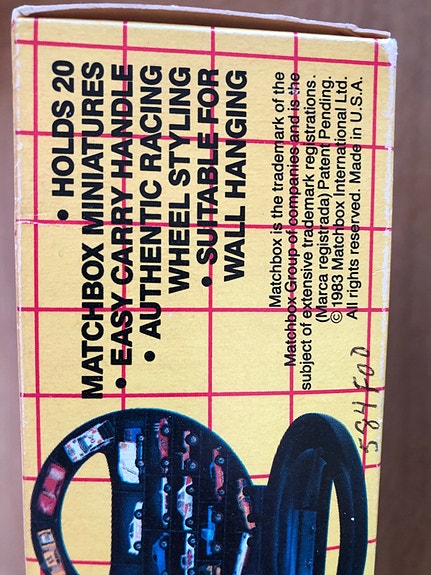 • HOLDS 20
MATCHBOX MINIATURES
• EASY CARRY HANDLE
• AUTHENTIC RACING
WHEEL STYLING
• SUITABLE FOR
WALL HANGING
Matchbox is the trademark of the
Matchbox Group of companies and is the
subject of extensive trademark registrations.
(Marca registrada) Patent Pending.
© 1983 Matchbox International Ltd.
All rights reserved. Made in U.S.A.